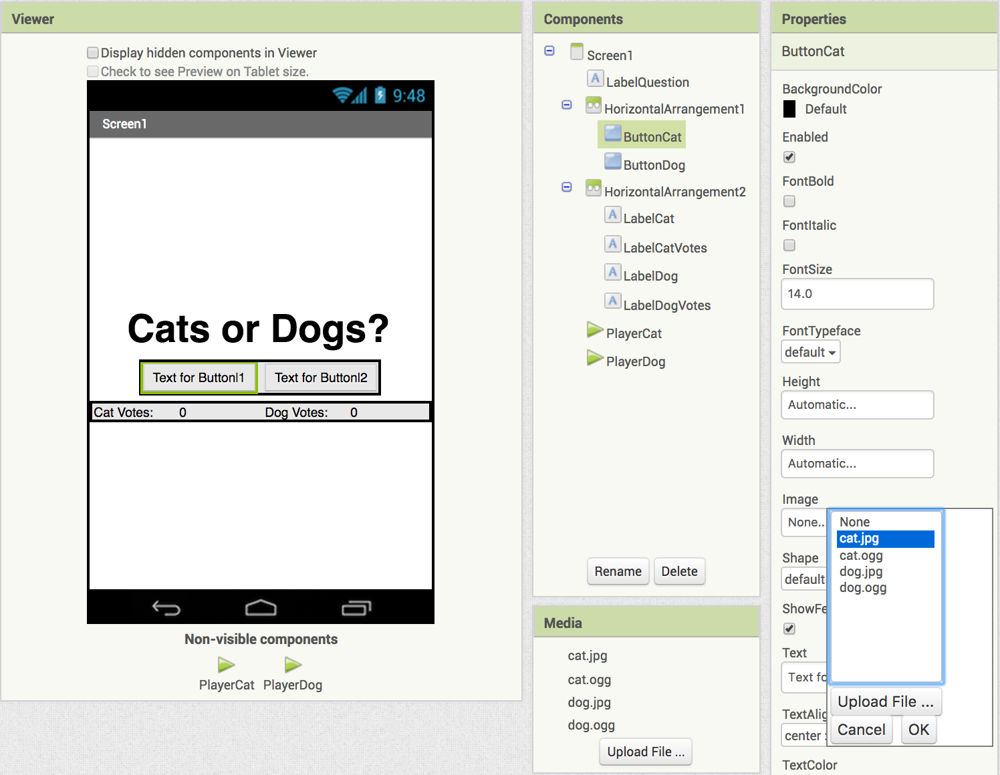 Viewer
Display hidden components in Viewer
Check to see Preview on Tablet size.
9:48
Screen1
Cats or Dogs?
Text for Button1
Text for Button2
Cat Votes: 0 Dog Votes: 0
Non-visible components
PlayerCat
PlayerDog
Components
Screen1
LabelQuestion
HorizontalArrangement1
ButtonCat
ButtonDog
HorizontalArrangement2
LabelCat
LabelCatVotes
LabelDog
LabelDogVotes
PlayerCat
PlayerDog
Rename
Delete
Media
cat.jpg
cat.ogg
dog.jpg
dog.ogg
Upload File ...
Properties
ButtonCat
BackgroundColor
Default
Enabled
FontBold
FontItalic
FontSize
14.0
FontTypeface
default
Height
Automatic...
Width
Automatic...
Image
None..
None
cat.jpg
cat.ogg
dog.jpg
dog.ogg
Upload File ...
Cancel
OK
Shape
default
ShowFe
Text
Text fo
TextAlig
center :
TextColor